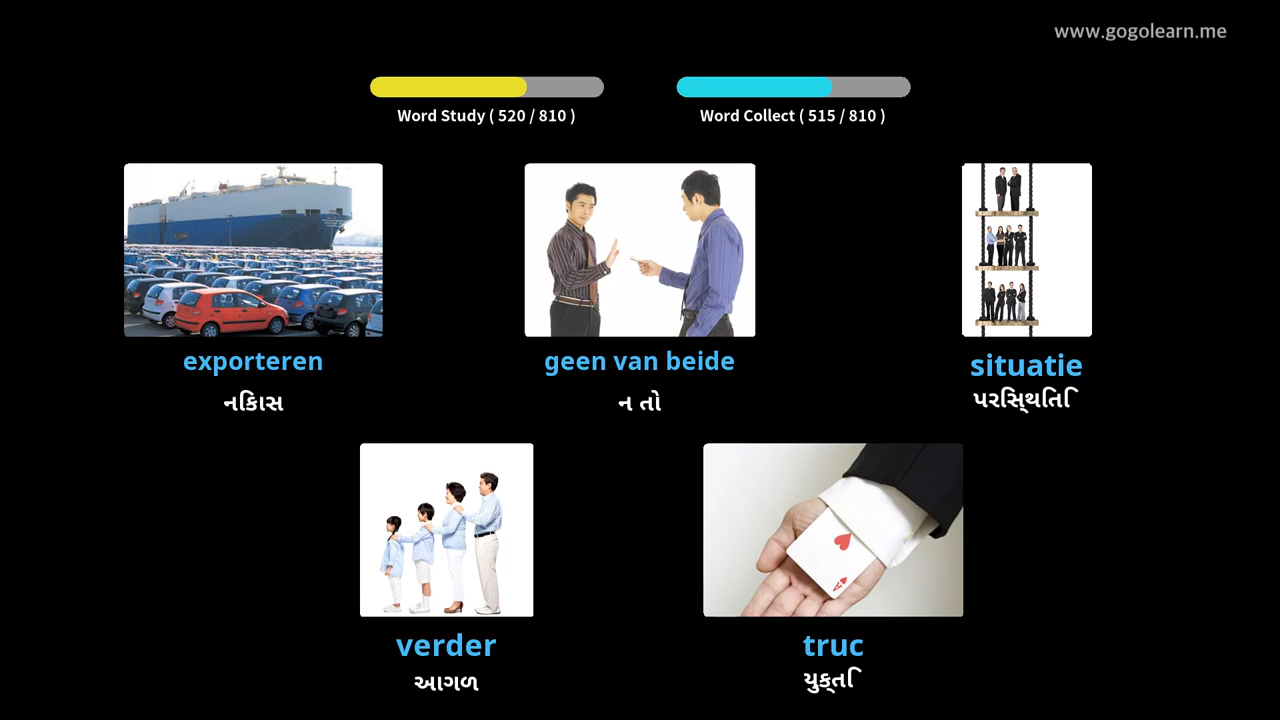 www.gogolearn.me
Word Study ( 520 / 810 )
Word Collect ( 515 / 810 )
exporteren
geen van beide
situatie
નિકાસ
ન તો
પરિસ્થિતિ
verder
truc
આગળ
યુક્તિ